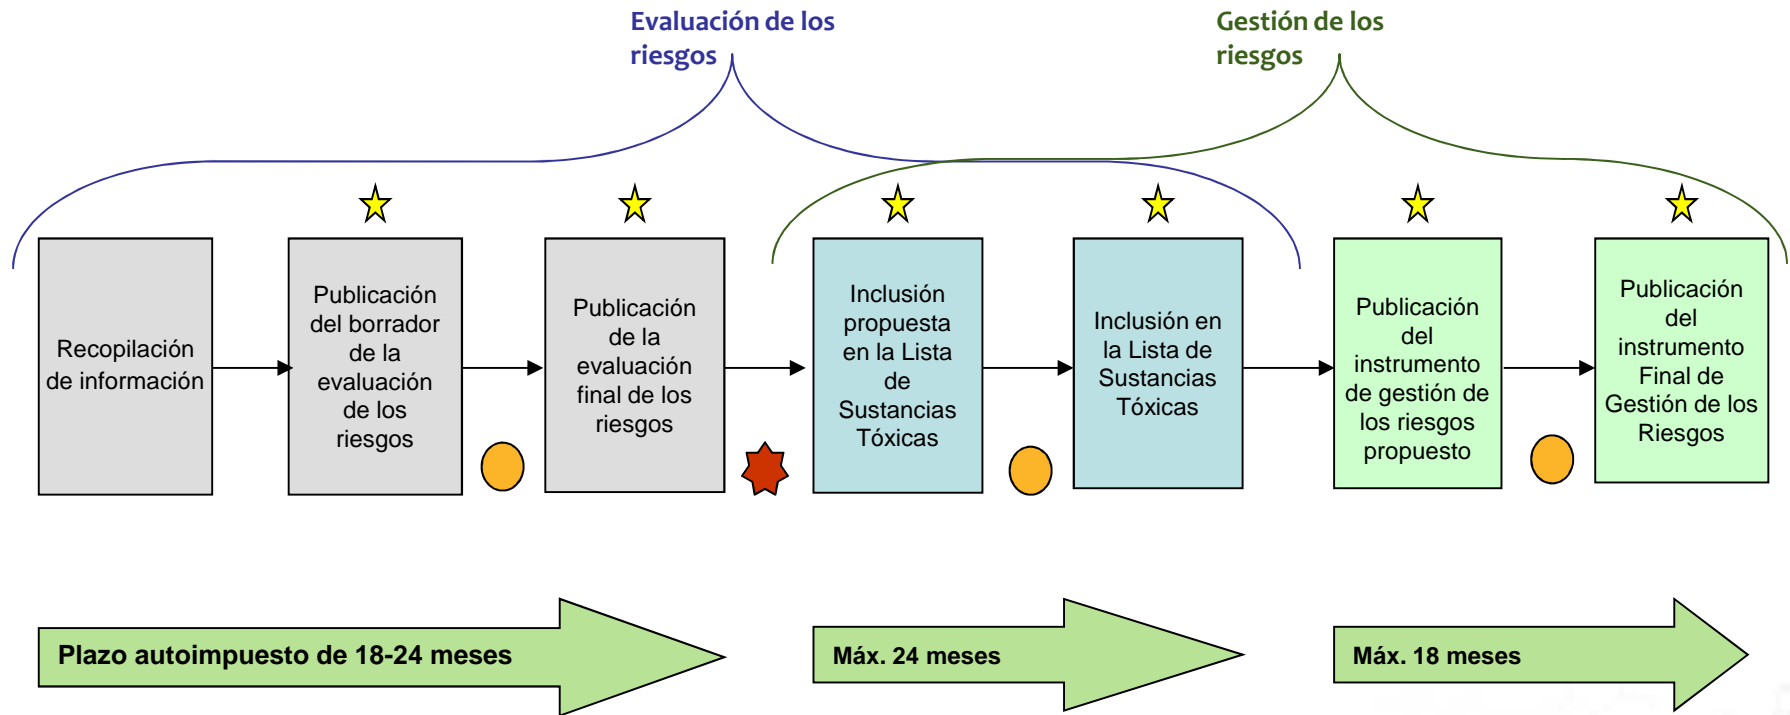 Evaluación de los
riesgos
Gestión de los
riesgos
Recopilación
de información
Publicación
del borrador
de la
evaluación
de los
riesgos
Publicación
de la
evaluación
final de los
riesgos
Inclusión
propuesta
en la Lista
de
Sustancias
Tóxicas
Inclusión en
la Lista de
Sustancias
Tóxicas
Publicación
del
instrumento
de gestión de
los riesgos
propuesto
Publicación
del
instrumento
Final de
Gestión de los
Riesgos
Plazo autoimpuesto de 18-24 meses
Máx. 24 meses
Máx. 18 meses